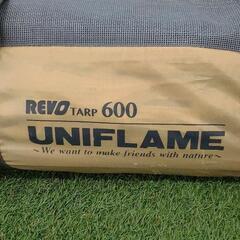 REVO TARP 600
UNIFLAME
~We want to make friends with nature~